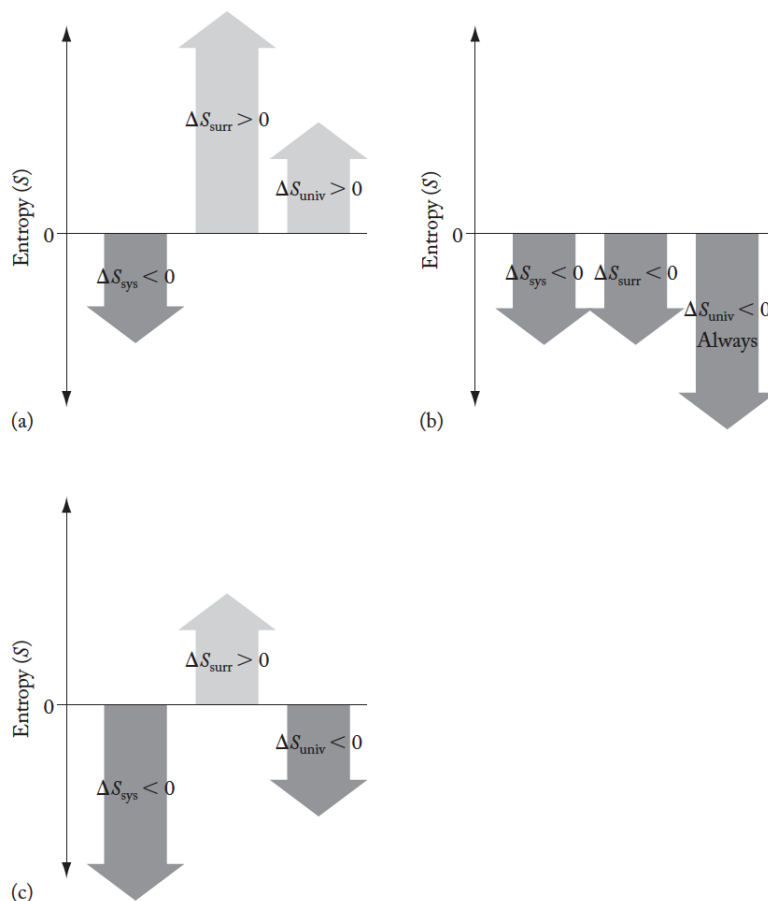 ΔS_surr > 0
ΔS_univ > 0
Entropy (S)
0
ΔS_sys < 0
(a)
Entropy (S)
0
ΔS_sys < 0
ΔS_surr < 0
ΔS_univ < 0
Always
(b)
ΔS_surr > 0
Entropy (S)
0
ΔS_univ < 0
ΔS_sys < 0
(c)